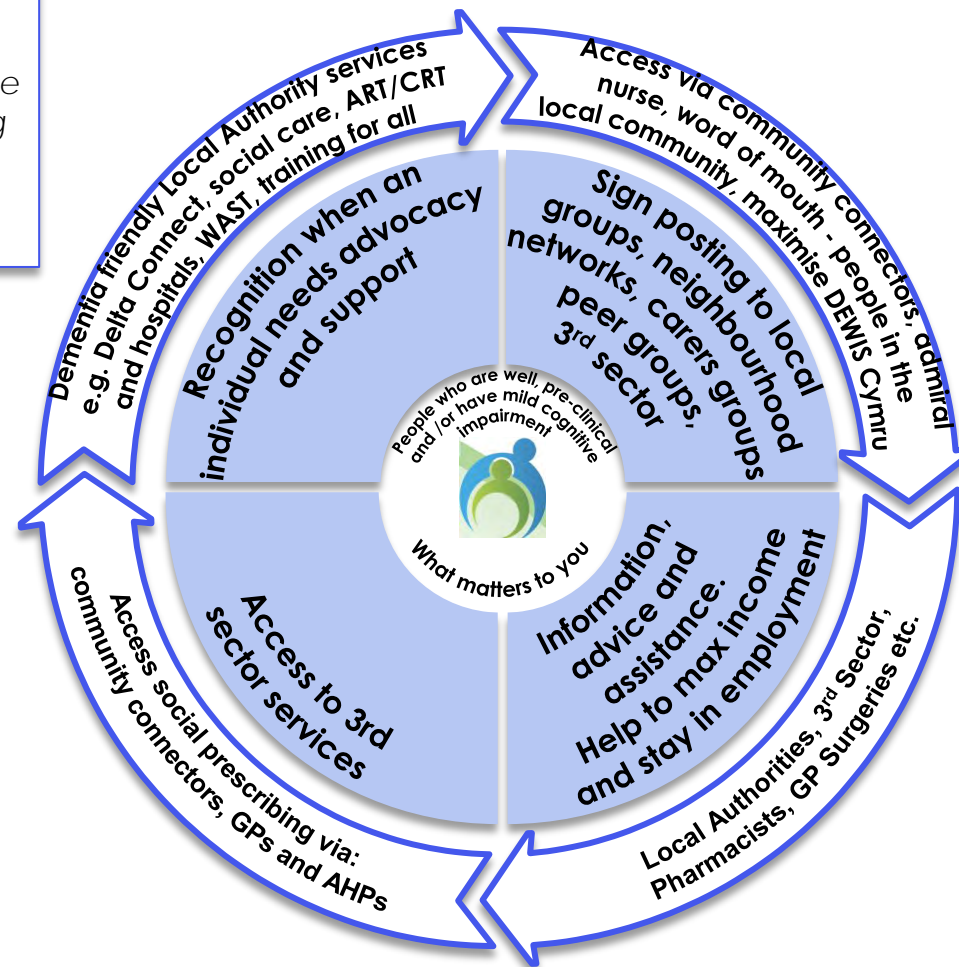 e
g
Dementia friendly Local Authority services
e.g. Delta Connect, social care, ART/CRT
and hospitals, WAST, training for all
Access via community connectors, admiral
nurse, word of mouth - people in the
local community, maximise DEWIS Cymru
Recognition when an
individual needs advocacy
and support
Sign posting to local
groups, neighbourhood
networks, carers groups
peer groups,
3rd sector
People who are well, pre-clinical
and /or have mild cognitive
impairment
What matters to you
Access to 3rd
sector services
Information,
advice and
assistance.
Help to max income
and stay in employment
Access social prescribing via:
community connectors, GPs and AHPs
Local Authorities, 3rd Sector,
Pharmacists, GP Surgeries etc.